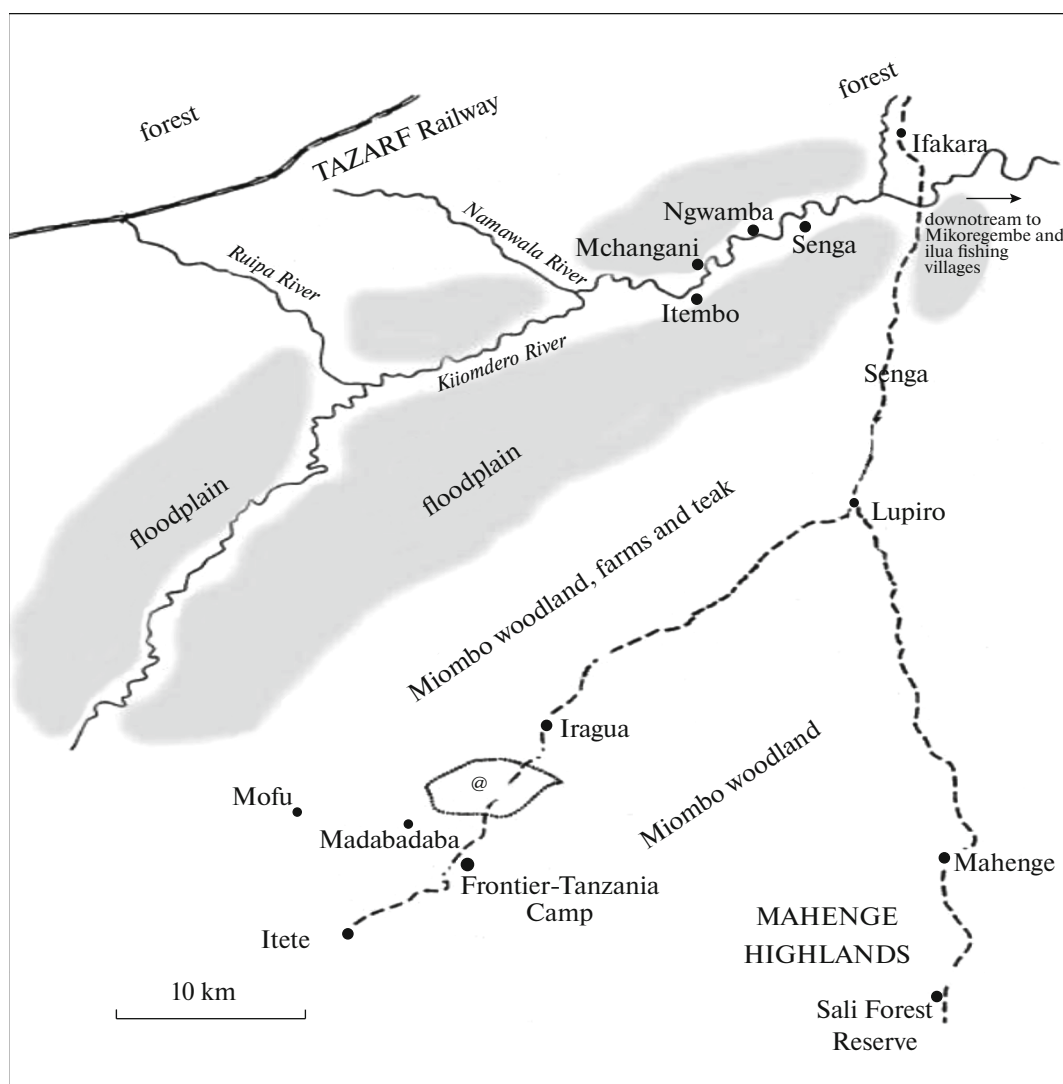 forest
forest
TAZARF Railway
Ifakara
Ruipa River
Namawala River
Ngwamba
Mchangani
Senga
downotream to
Mikoregembe and
ilua fishing
villages
Itembo
Kiiomdero River
Senga
floodplain
floodplain
Lupiro
Miombo woodland, farms and teak
Iragua
Miombo woodland
@
Mofu
Madabadaba
Mahenge
Frontier-Tanzania
Camp
Itete
MAHENGE
HIGHLANDS
10 km
Sali Forest
Reserve